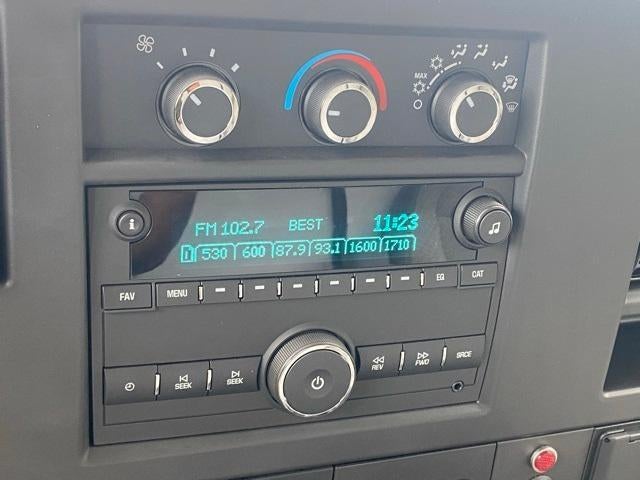 MAX
FM 102.7 BEST 11:23
1 530 600 87.9 93.1 1600 1710
i
FAV MENU EQ CAT
SEEK SEEK REV FWD SRCE